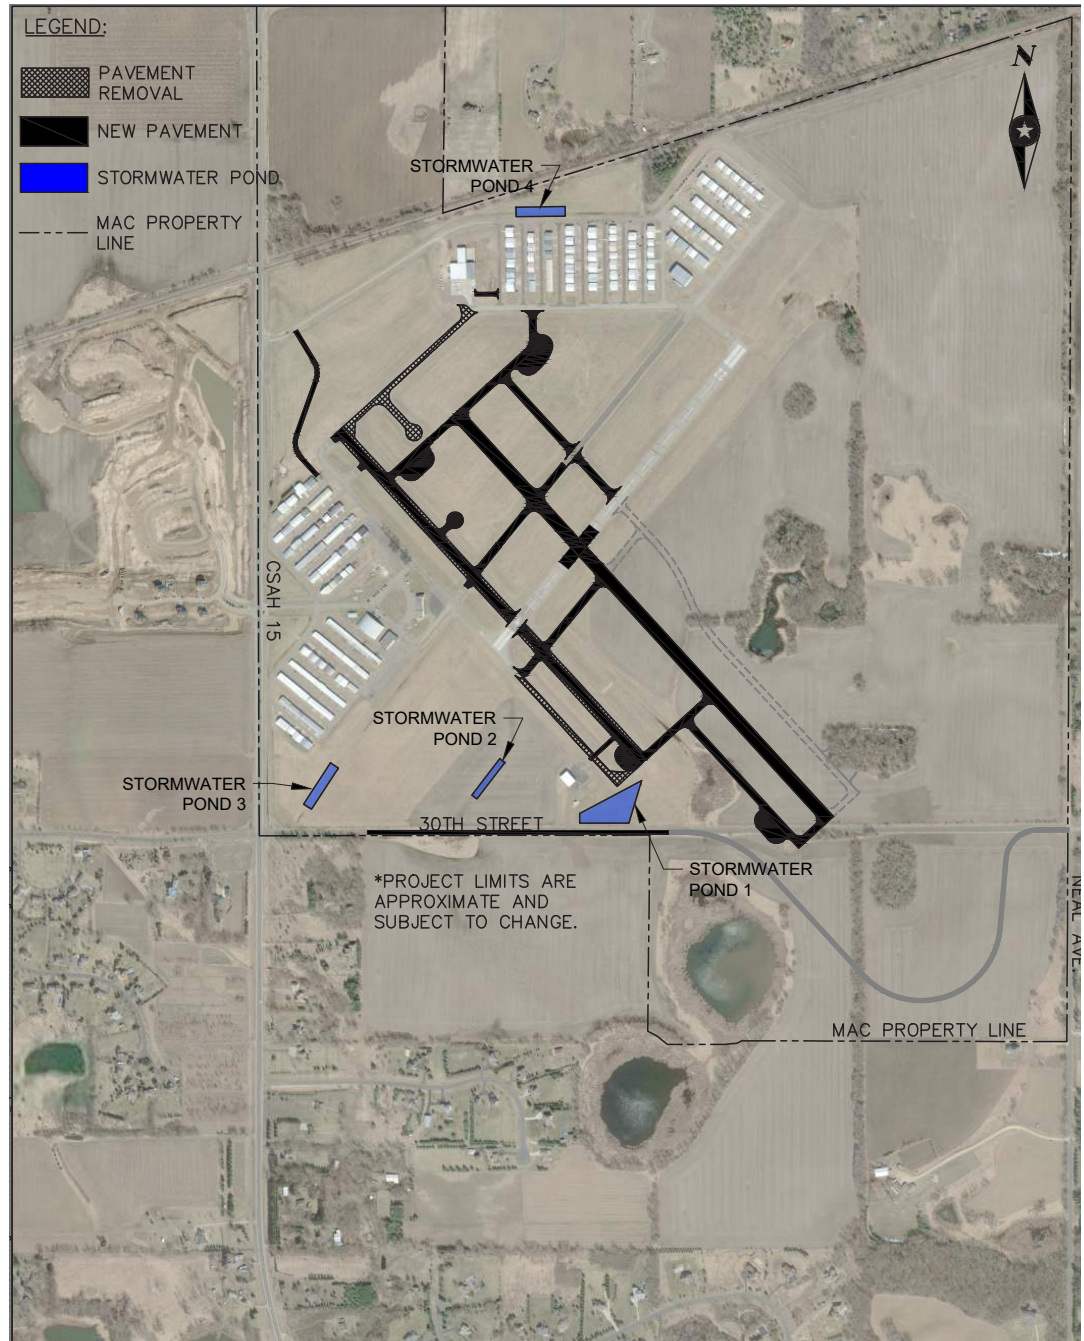 LEGEND:
PAVEMENT
REMOVAL
NEW PAVEMENT
STORMWATER POND
MAC PROPERTY
LINE
N
STORMWATER
POND 4
CSAH 15
STORMWATER
POND 2
STORMWATER
POND 3
30TH STREET
STORMWATER
POND 1
*PROJECT LIMITS ARE
APPROXIMATE AND
SUBJECT TO CHANGE.
NEAL AVE.
MAC PROPERTY LINE